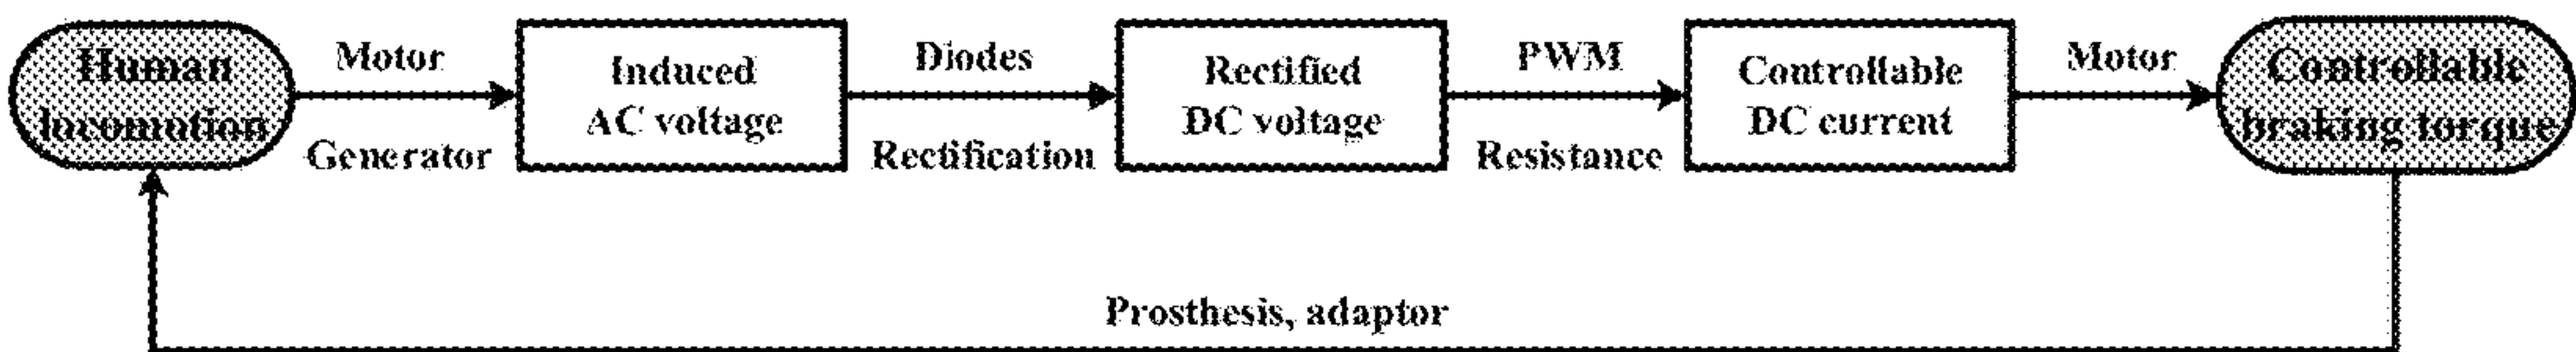 Human
locomotion
Motor
Generator
Induced
AC voltage
Diodes
Rectification
Rectified
DC voltage
PWM
Resistance
Controllable
DC current
Motor
Controllable
braking torque
Prosthesis, adaptor